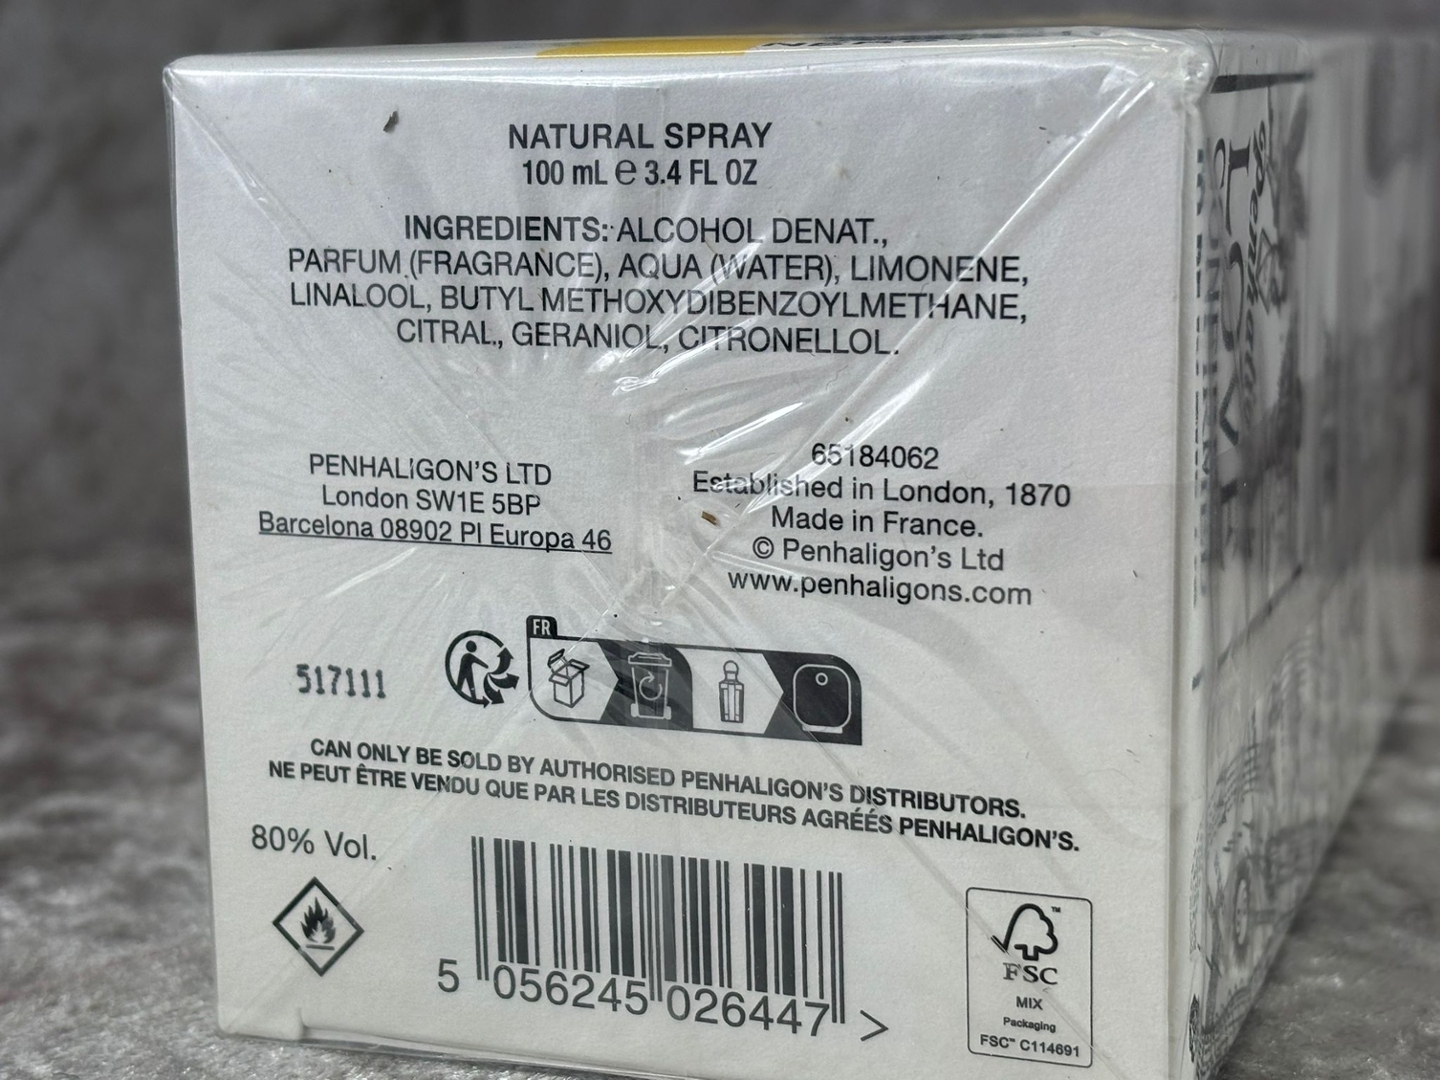 NATURAL SPRAY
100 mL e 3.4 FL OZ
INGREDIENTS: ALCOHOL DENAT.,
PARFUM (FRAGRANCE), AQUA (WATER), LIMONENE,
LINALOOL, BUTYL METHOXYDIBENZOYLMETHANE,
CITRAL, GERANIOL, CITRONELLOL.
PENHALIGON'S LTD
London SW1E 5BP
Barcelona 08902 Pl Europa 46
65184062
Established in London, 1870
Made in France.
© Penhaligon's Ltd
www.penhaligons.com
FR
517111
CAN ONLY BE SOLD BY AUTHORISED PENHALIGON'S DISTRIBUTORS.
NE PEUT ÊTRE VENDU QUE PAR LES DISTRIBUTEURS AGRÉÉS PENHALIGON'S.
80% Vol.
5 056245 026447 >
FSC
MIX
Packaging
FSC™ C114691